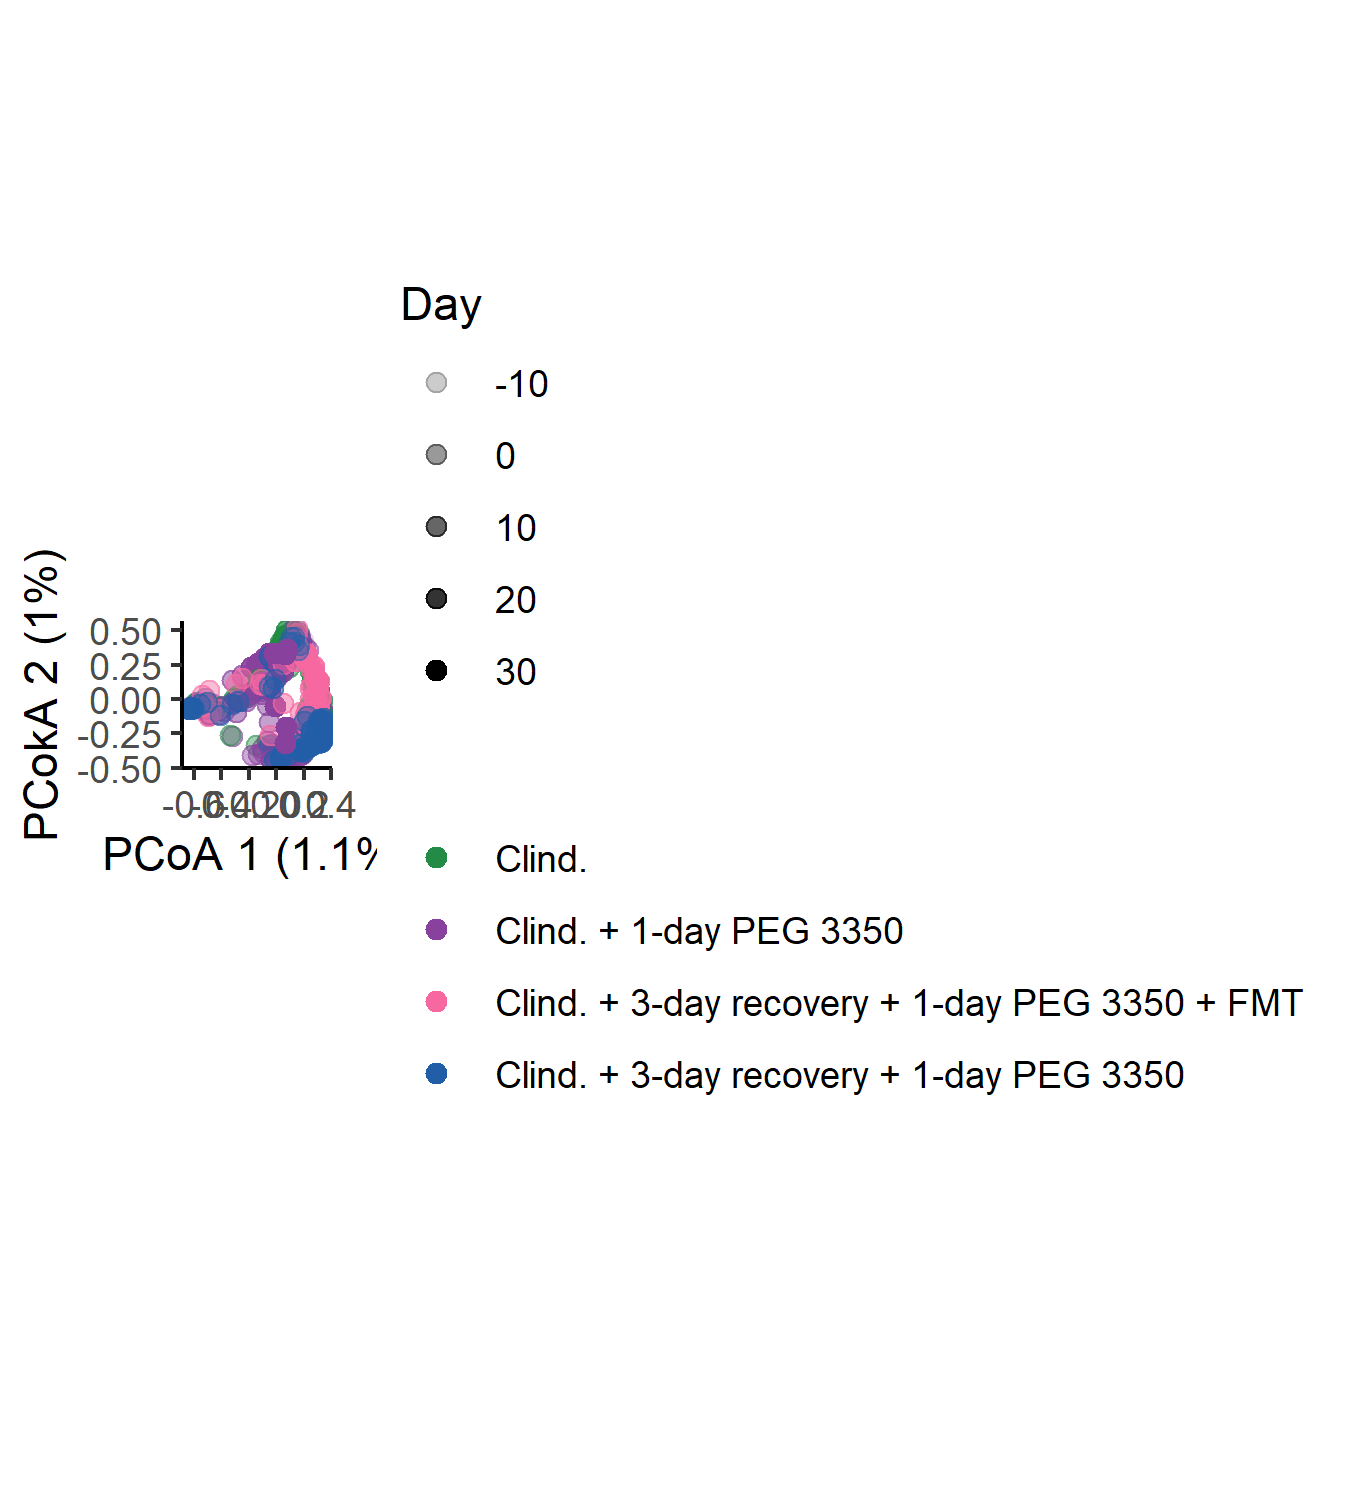 Day
-10
0
10
20
30
PCokA 2 (1%)
0.50
0.25
0.00
-0.25
-0.50
PCoA 1 (1.1%
Clind.
Clind. + 1-day PEG 3350
Clind. + 3-day recovery + 1-day PEG 3350 + FMT
Clind. + 3-day recovery + 1-day PEG 3350